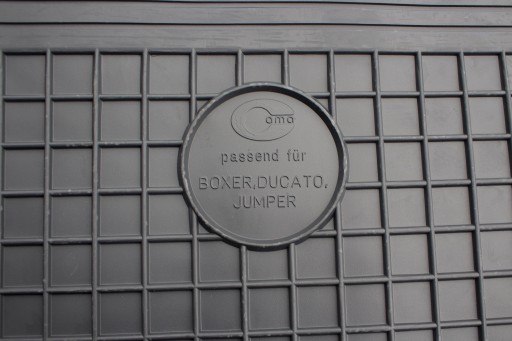 oma
passend für
BOXER,DUCATO,
JUMPER